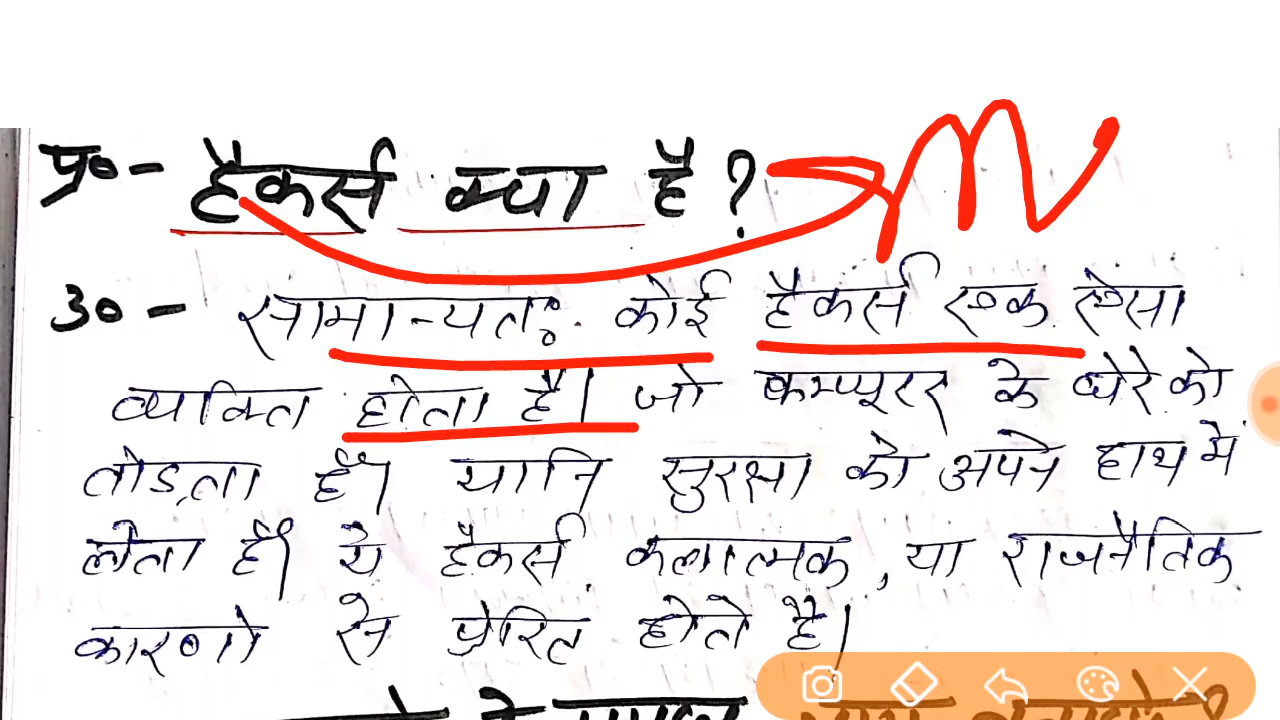 प्र०- हैकर्स क्या है?
उ०- सामान्यतः कोई हैकर्स एक ऐसा
व्यक्ति होता है। जो कम्प्यूटर के घेरे को
तोड़ता है। यानि सुरक्षा को अपने हाथ में
लेता है। ये हैकर्स कलात्मक, या राजनैतिक
कारणो से प्रेरित होते है।